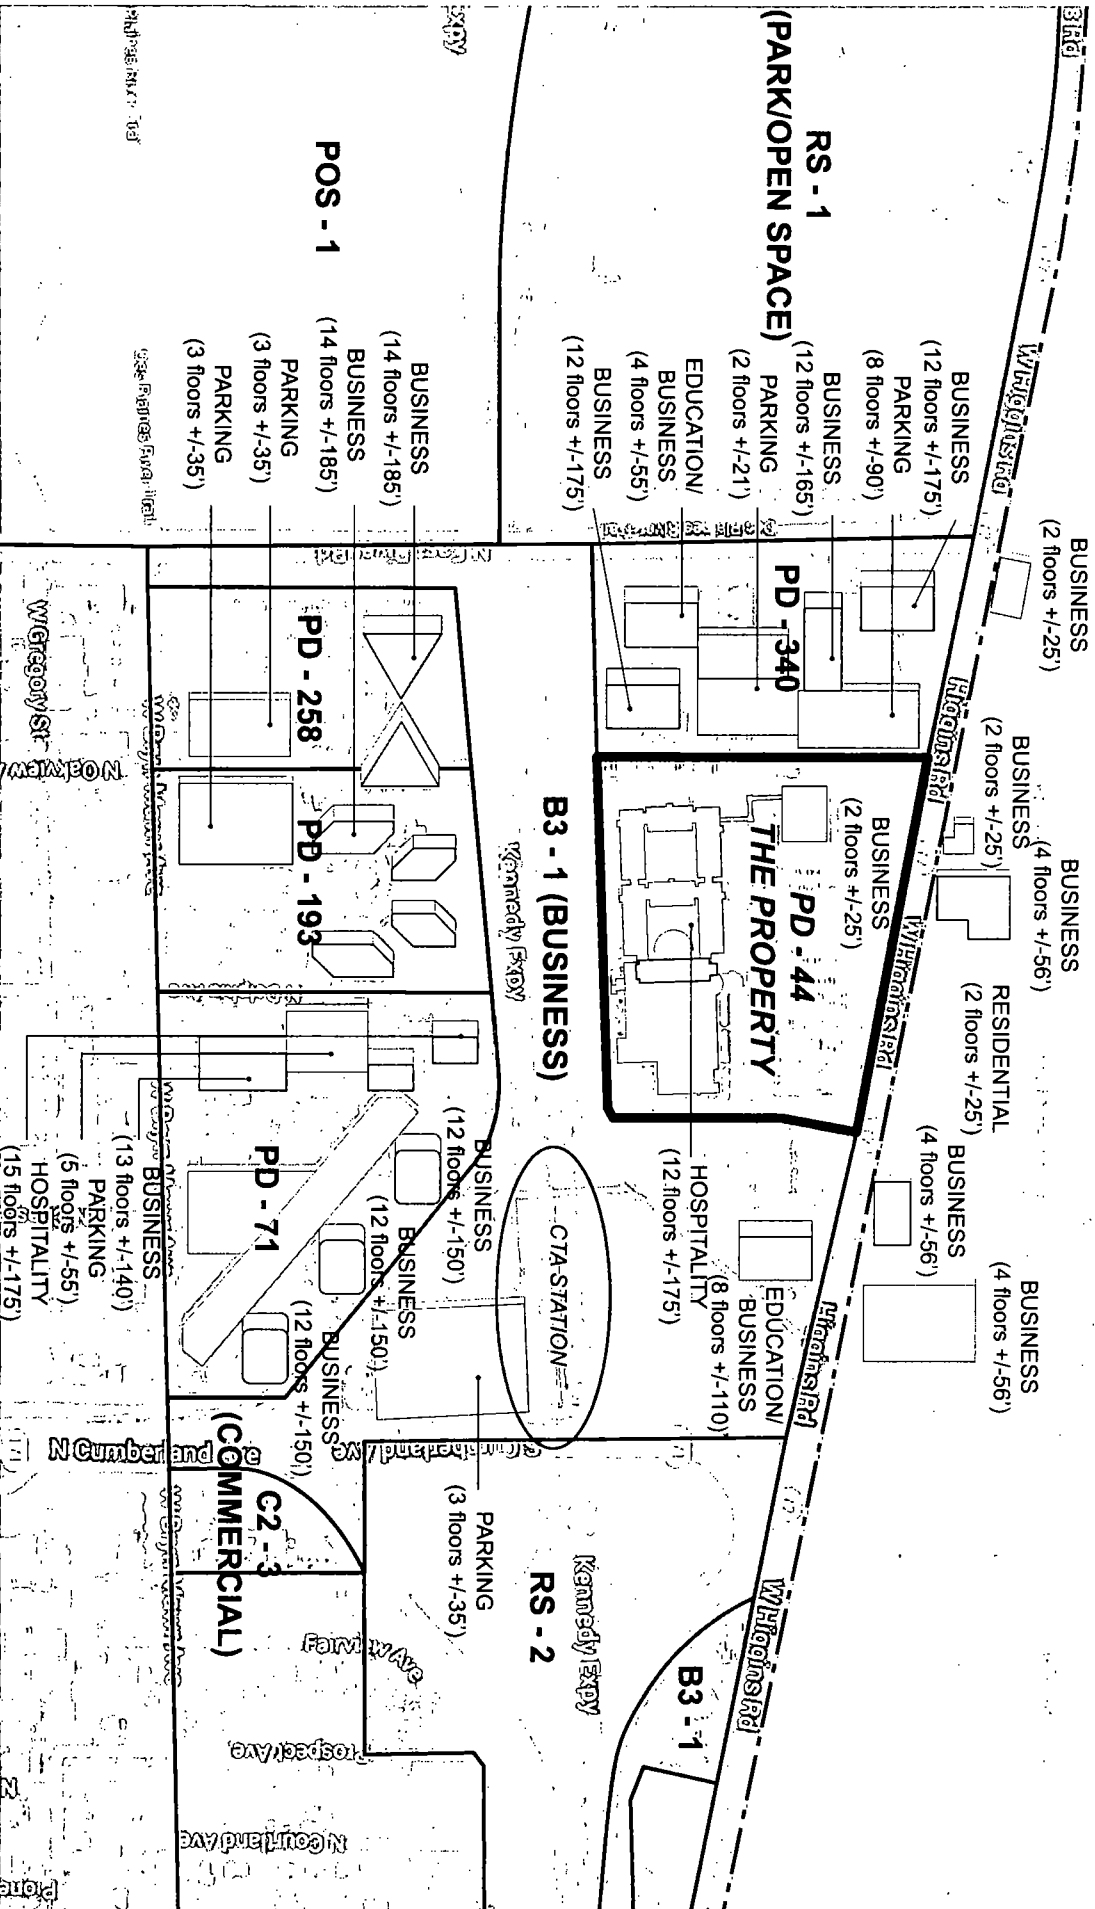 RS - 1
(PARK/OPEN SPACE)
POS - 1
BUSINESS
(12 floors +/-175')
PARKING
(8 floors +/-90')
BUSINESS
(12 floors +/-165')
PARKING
(2 floors +/-21')
EDUCATION/
BUSINESS
(4 floors +/-55')
BUSINESS
(12 floors +/-175')
BUSINESS
(14 floors +/-185')
BUSINESS
(14 floors +/-185')
PARKING
(3 floors +/-35')
PARKING
(3 floors +/-35')
W Higgins Rd
BUSINESS
(2 floors +/-25')
Higgins Rd
BUSINESS
(2 floors +/-25')
BUSINESS
(4 floors +/-56')
W Higgins Rd
RESIDENTIAL
(2 floors +/-25')
BUSINESS
(4 floors +/-56')
BUSINESS
(4 floors +/-56')
Higgins Rd
W Higgins Rd
PD - 340
BUSINESS
(2 floors +/-25')
PD - 44
THE PROPERTY
HOSPITALITY
(12 floors +/-175')
EDUCATION/
BUSINESS
(8 floors +/-110')
B3 - 1 (BUSINESS)
Kennedy Expy
CTA STATION
PD - 258
PD - 193
PD - 71
BUSINESS
(12 floors +/-150')
BUSINESS
(12 floors +/-150')
BUSINESS
(12 floors +/-150')
BUSINESS
(13 floors +/-140')
PARKING
(5 floors +/-55')
HOSPITALITY
(15 floors +/-175')
PARKING
(3 floors +/-35')
RS - 2
Kennedy Expy
B3 - 1
C2 - 3
(COMMERCIAL)
N Cumberland
Fairview Ave
Prospect Ave
N Courtland Ave
W Gregory St
N Oakview
Expy